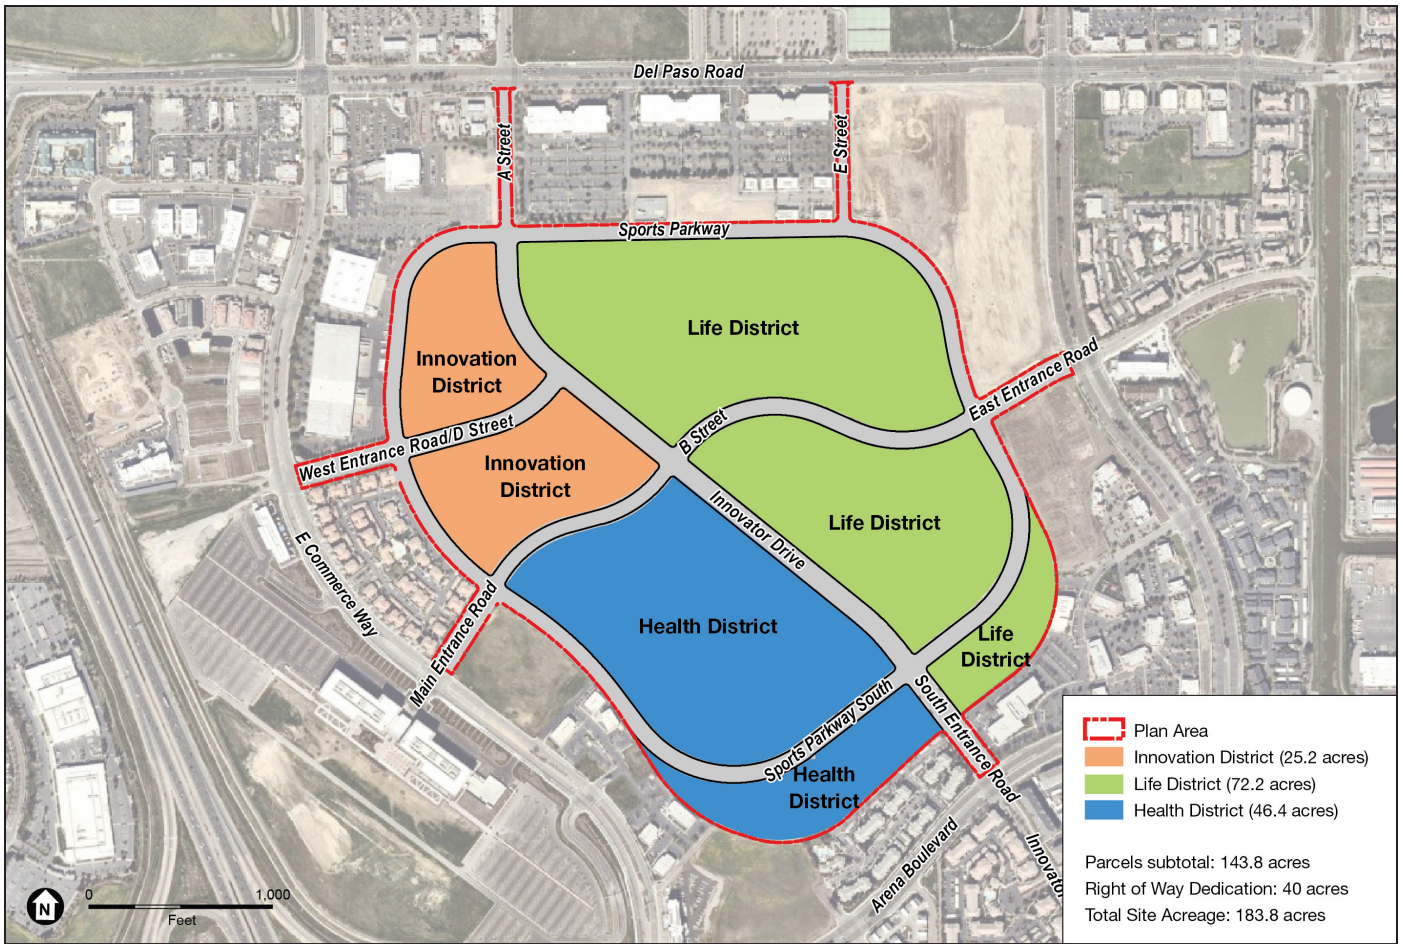 Del Paso Road
A Street
E Street
Sports Parkway
Life District
Innovation
District
East Entrance Road
B Street
West Entrance Road/D Street
Innovation
District
Innovator Drive
Life District
E Commerce Way
Main Entrance Road
Health District
Life
District
South Entrance Road
Sports Parkway South
Health
District
Arena Boulevard
Plan Area
Innovation District (25.2 acres)
Life District (72.2 acres)
Health District (46.4 acres)
Parcels subtotal: 143.8 acres
Right of Way Dedication: 40 acres
Total Site Acreage: 183.8 acres
N
0 1,000
Feet